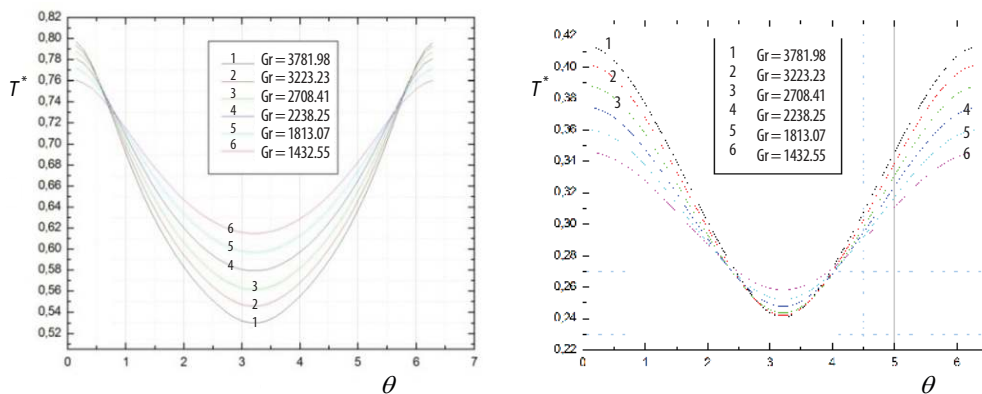 0,82
0,80
0,78
0,76
0,74
0,72
0,70
0,68
0,66
0,64
0,62
0,60
0,58
0,56
0,54
0,52
T*
1 Gr = 3781.98
2 Gr = 3223.23
3 Gr = 2708.41
4 Gr = 2238.25
5 Gr = 1813.07
6 Gr = 1432.55
6
5
4
3
2
1
0 1 2 3 4 5 6 7
θ
0,42
0,40
0,38
0,36
0,34
0,31
0,30
0,28
0,26
0,24
0,22
T*
1 Gr = 3781.98
2 Gr = 3223.23
3 Gr = 2708.41
4 Gr = 2238.25
5 Gr = 1813.07
6 Gr = 1432.55
1
2
3
4
5
6
0 1 2 3 4 5 6
θ